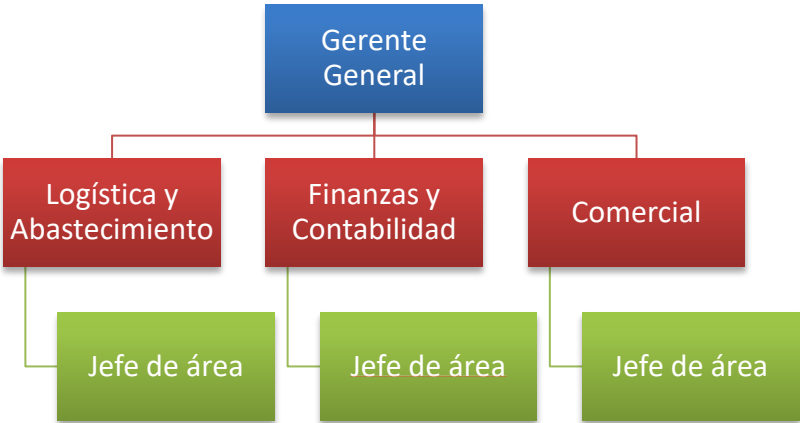 Gerente
General
Logística y
Abastecimiento
Finanzas y
Contabilidad
Comercial
Jefe de área
Jefe de área
Jefe de área